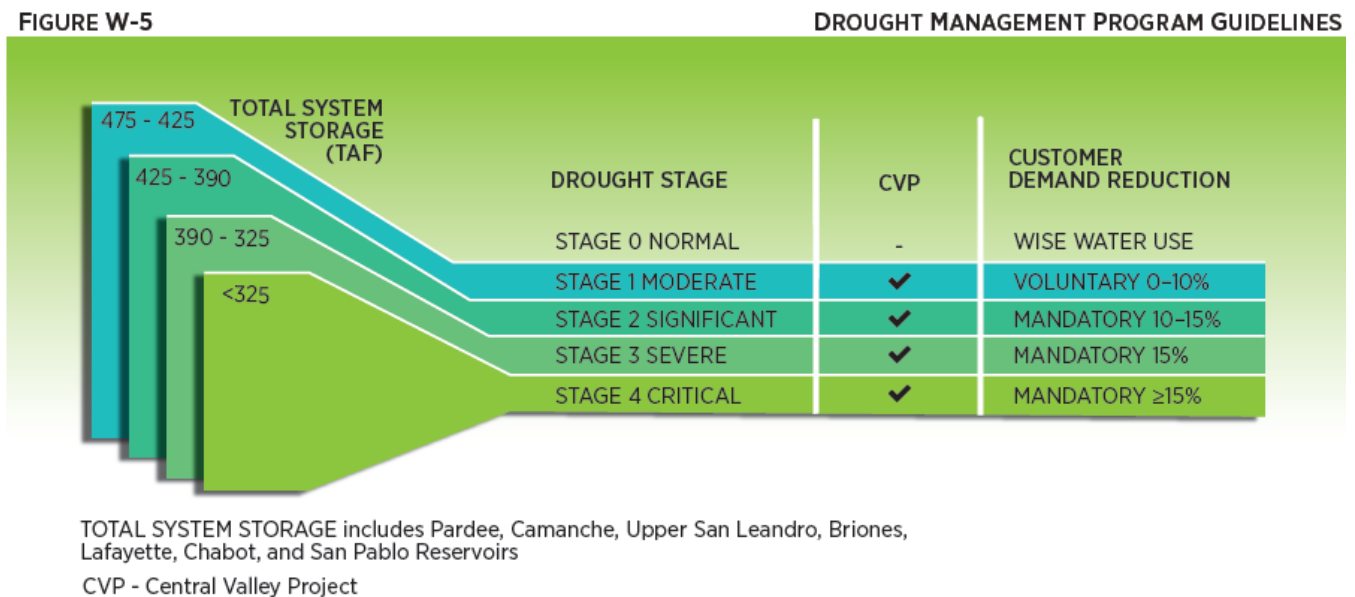 FIGURE W-5
DROUGHT MANAGEMENT PROGRAM GUIDELINES
TOTAL SYSTEM
STORAGE
(TAF)
475 - 425
425 - 390
390 - 325
<325
DROUGHT STAGE
CVP
CUSTOMER
DEMAND REDUCTION
STAGE 0 NORMAL - WISE WATER USE
STAGE 1 MODERATE ✔ VOLUNTARY 0–10%
STAGE 2 SIGNIFICANT ✔ MANDATORY 10–15%
STAGE 3 SEVERE ✔ MANDATORY 15%
STAGE 4 CRITICAL ✔ MANDATORY ≥15%
TOTAL SYSTEM STORAGE includes Pardee, Camanche, Upper San Leandro, Briones,
Lafayette, Chabot, and San Pablo Reservoirs
CVP - Central Valley Project